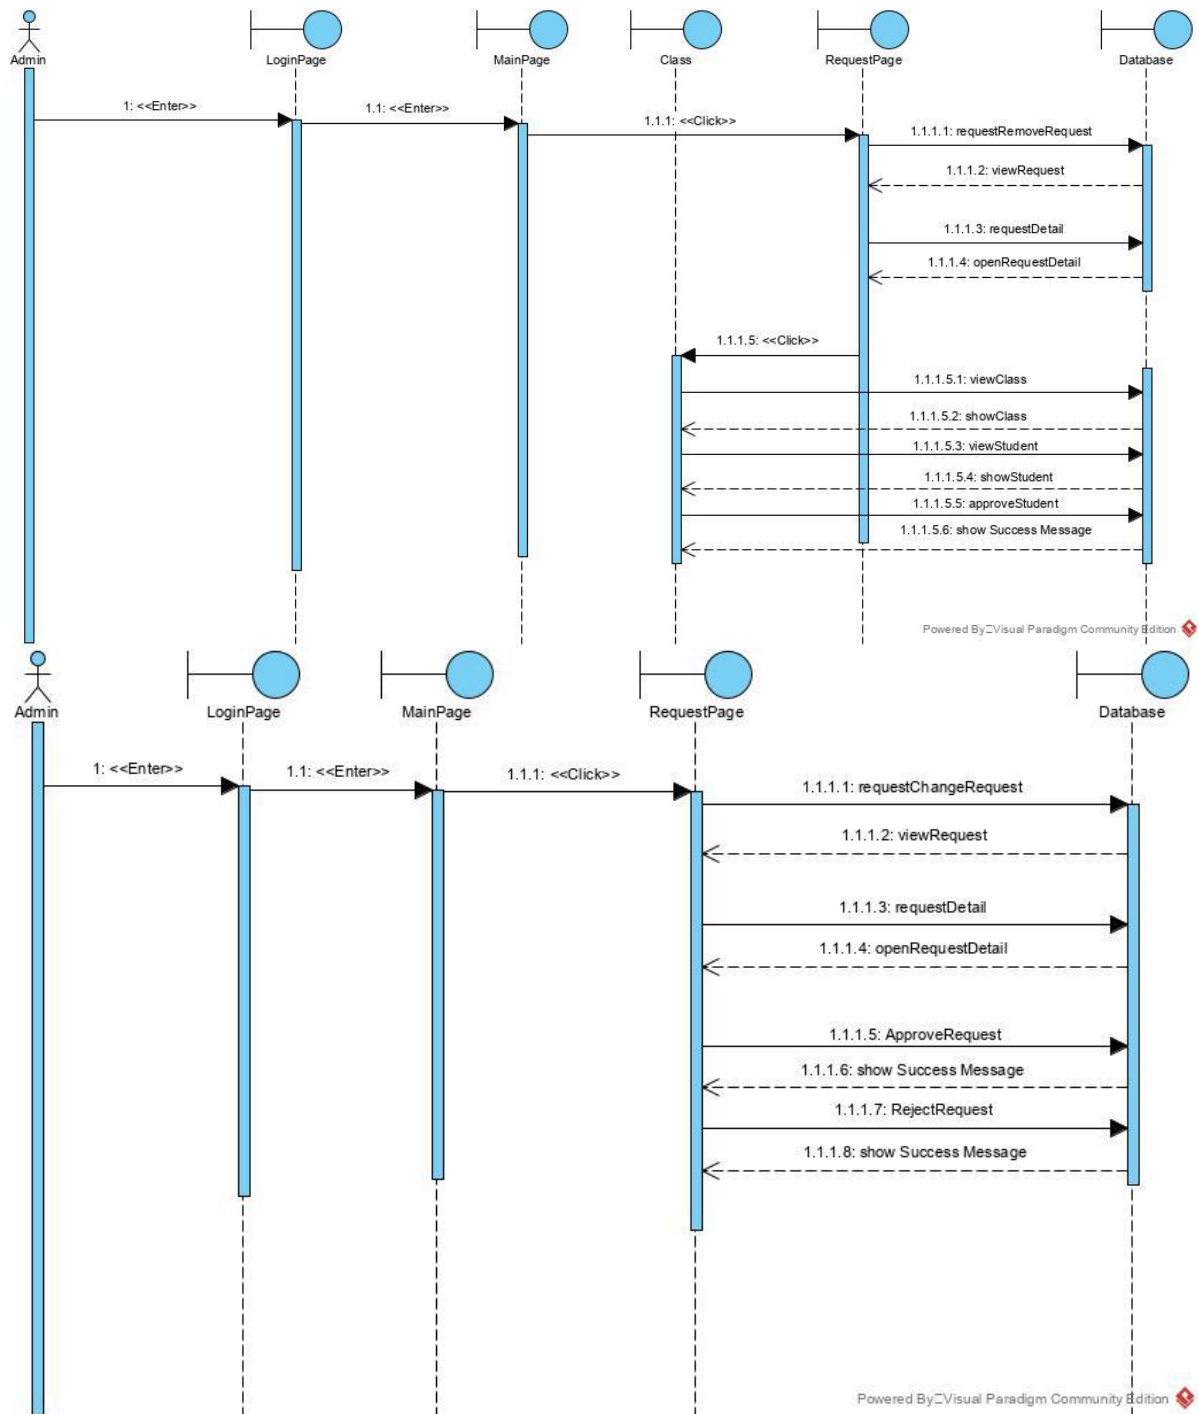 Admin
LoginPage
MainPage
Class
RequestPage
Database
1: <<Enter>>
1.1: <<Enter>>
1.1.1: <<Click>>
1.1.1.1: requestRemoveRequest
1.1.1.2: viewRequest
1.1.1.3: requestDetail
1.1.1.4: openRequestDetail
1.1.1.5: <<Click>>
1.1.1.5.1: viewClass
1.1.1.5.2: showClass
1.1.1.5.3: viewStudent
1.1.1.5.4: showStudent
1.1.1.5.5: approveStudent
1.1.1.5.6: show Success Message
Powered By Visual Paradigm Community Edition
Admin
LoginPage
MainPage
RequestPage
Database
1: <<Enter>>
1.1: <<Enter>>
1.1.1: <<Click>>
1.1.1.1: requestChangeRequest
1.1.1.2: viewRequest
1.1.1.3: requestDetail
1.1.1.4: openRequestDetail
1.1.1.5: ApproveRequest
1.1.1.6: show Success Message
1.1.1.7: RejectRequest
1.1.1.8: show Success Message
Powered By Visual Paradigm Community Edition